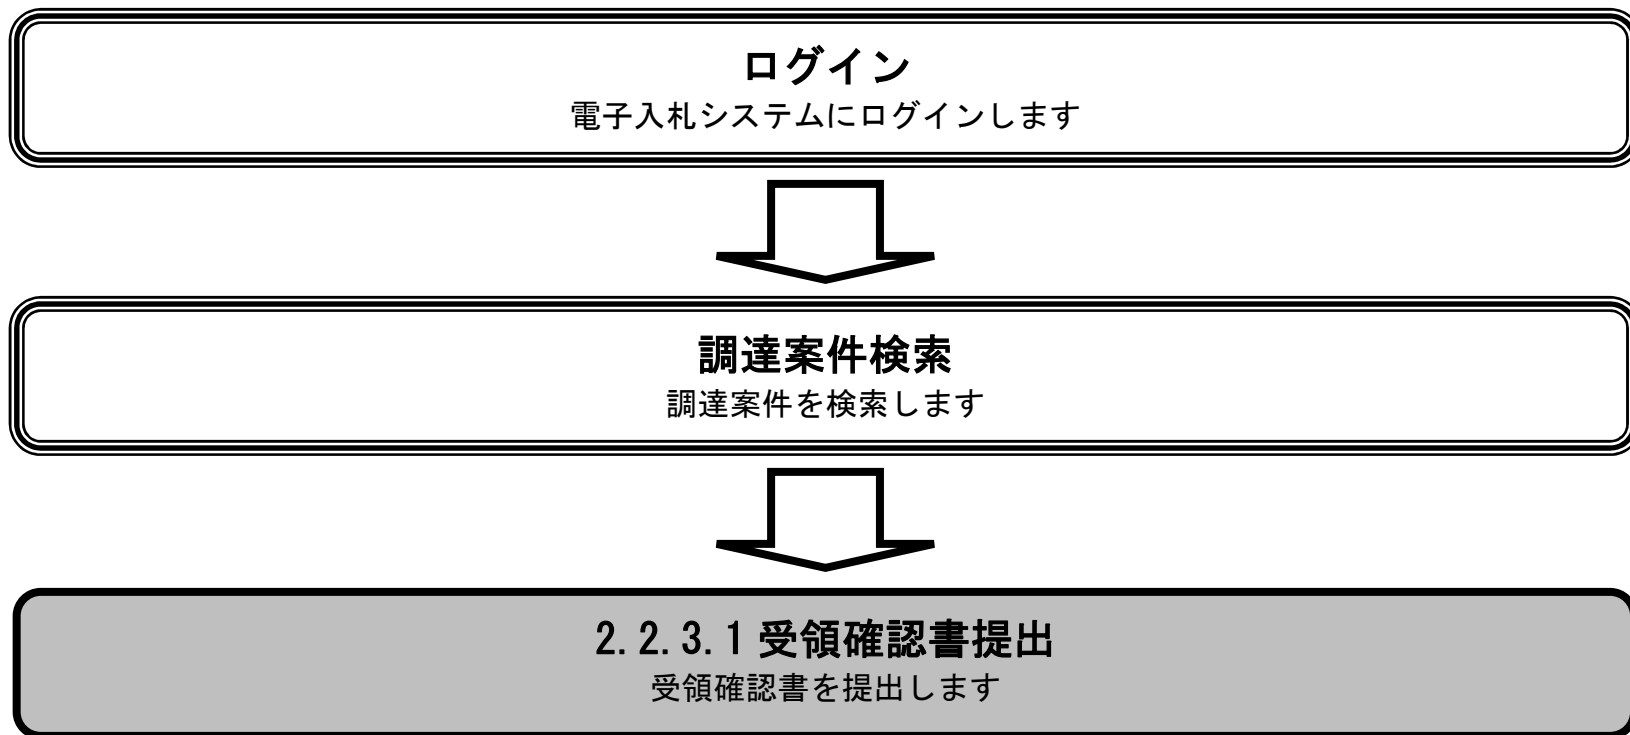 ログイン
電子入札システムにログインします
調達案件検索
調達案件を検索します
2.2.3.1 受領確認書提出
受領確認書を提出します